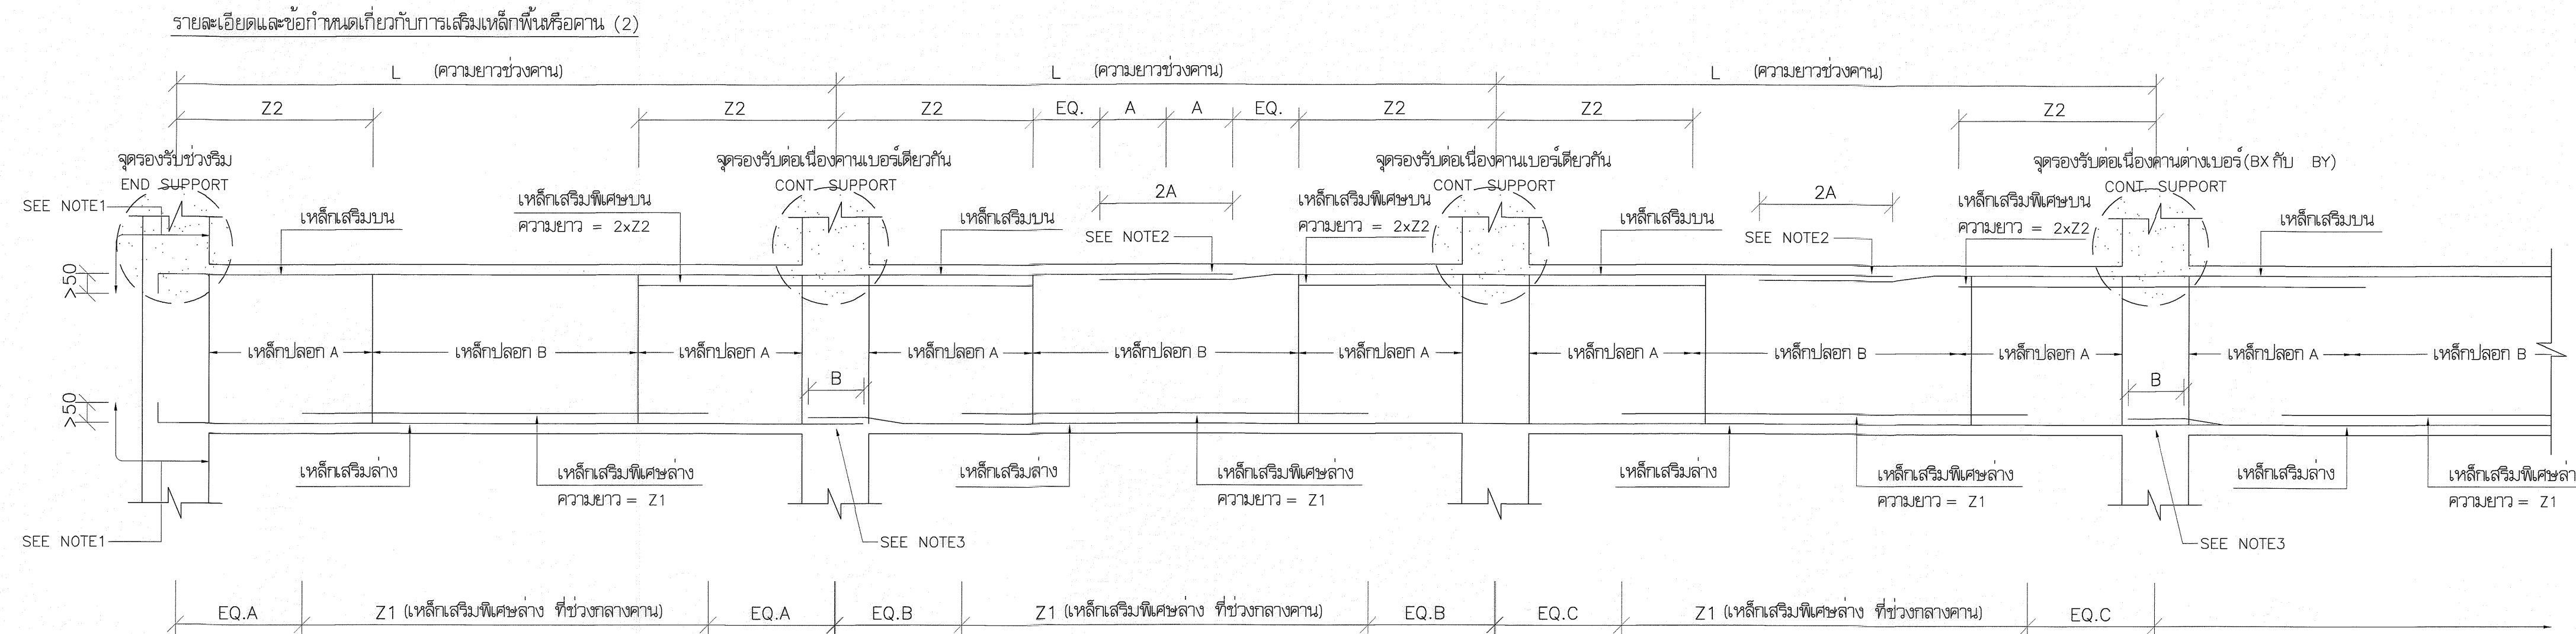 รายละเอียดและข้อกำหนดเกี่ยวกับการเสริมเหล็กพื้นหรือคาน (2)
L (ความยาวช่วงคาน) L (ความยาวช่วงคาน) L (ความยาวช่วงคาน)
Z2 Z2 Z2 EQ. A A EQ. Z2 Z2 Z2
จุดรองรับช่วงริม จุดรองรับต่อเนื่องคานเบอร์เดียวกัน จุดรองรับต่อเนื่องคานเบอร์เดียวกัน จุดรองรับต่อเนื่องคานต่างเบอร์(BX กับ BY)
END SUPPORT CONT. SUPPORT CONT. SUPPORT CONT. SUPPORT
2A 2A
SEE NOTE1 เหล็กเสริมพิเศษบน เหล็กเสริมพิเศษบน เหล็กเสริมพิเศษบน
เหล็กเสริมบน เหล็กเสริมบน เหล็กเสริมบน เหล็กเสริมบน
ความยาว = 2xZ2 ความยาว = 2xZ2 ความยาว = 2xZ2
SEE NOTE2 SEE NOTE2
>50
เหล็กปลอก A เหล็กปลอก B เหล็กปลอก A เหล็กปลอก A เหล็กปลอก B เหล็กปลอก A เหล็กปลอก A เหล็กปลอก B เหล็กปลอก A เหล็กปลอก A เหล็กปลอก B
B B
>50
เหล็กเสริมล่าง เหล็กเสริมพิเศษล่าง เหล็กเสริมล่าง เหล็กเสริมพิเศษล่าง เหล็กเสริมล่าง เหล็กเสริมพิเศษล่าง เหล็กเสริมล่าง เหล็กเสริมพิเศษล่า
ความยาว = Z1 ความยาว = Z1 ความยาว = Z1 ความยาว = Z1
SEE NOTE1 SEE NOTE3 SEE NOTE3
EQ.A Z1 (เหล็กเสริมพิเศษล่าง ที่ช่วงกลางคาน) EQ.A EQ.B Z1 (เหล็กเสริมพิเศษล่าง ที่ช่วงกลางคาน) EQ.B EQ.C Z1 (เหล็กเสริมพิเศษล่าง ที่ช่วงกลางคาน) EQ.C